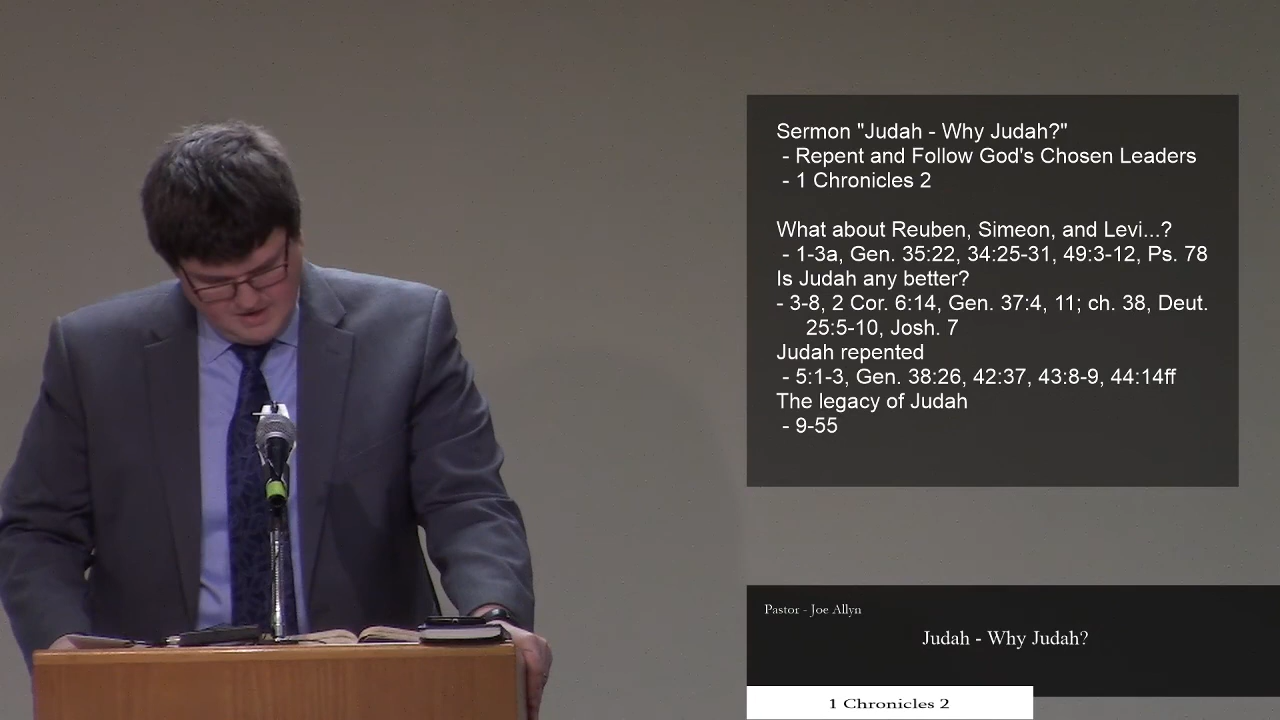 Sermon "Judah - Why Judah?"
- Repent and Follow God's Chosen Leaders
- 1 Chronicles 2
What about Reuben, Simeon, and Levi...?
- 1-3a, Gen. 35:22, 34:25-31, 49:3-12, Ps. 78
Is Judah any better?
- 3-8, 2 Cor. 6:14, Gen. 37:4, 11; ch. 38, Deut.
25:5-10, Josh. 7
Judah repented
- 5:1-3, Gen. 38:26, 42:37, 43:8-9, 44:14ff
The legacy of Judah
- 9-55
Pastor - Joe Allyn
Judah - Why Judah?
1 Chronicles 2